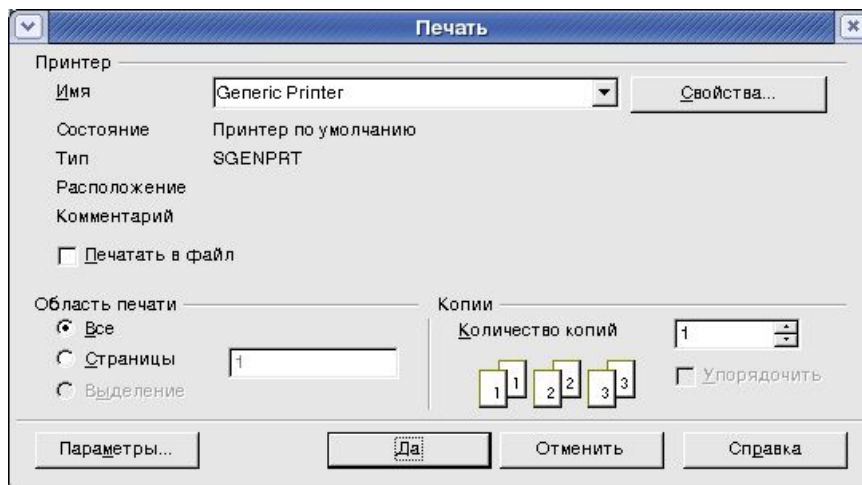 Печать
Принтер
Имя Generic Printer Свойства...
Состояние Принтер по умолчанию
Тип SGENPRT
Расположение
Комментарий
Печатать в файл
Область печати Копии
Все Количество копий 1
Страницы 1 1 1 2 2 3 3 Упорядочить
Выделение
Параметры... Да Отменить Справка